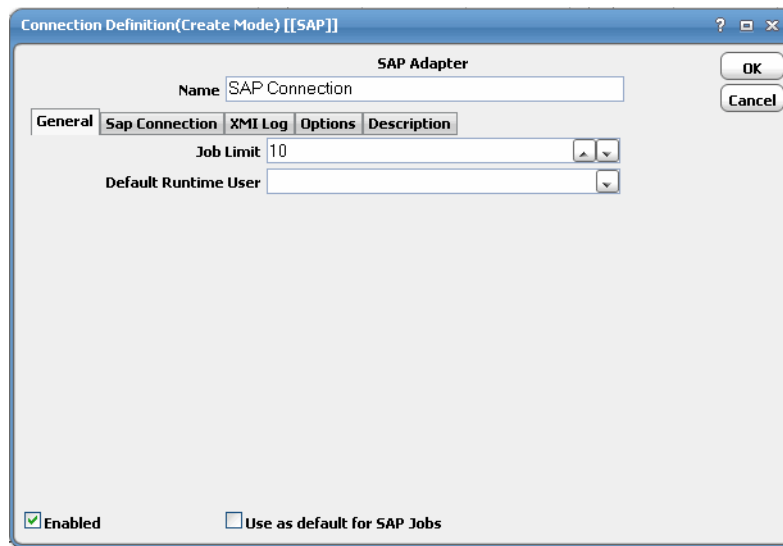 Connection Definition(Create Mode) [[SAP]] ?
SAP Adapter
Name SAP Connection
OK
Cancel
General Sap Connection XMI Log Options Description
Job Limit 10
Default Runtime User
Enabled Use as default for SAP Jobs